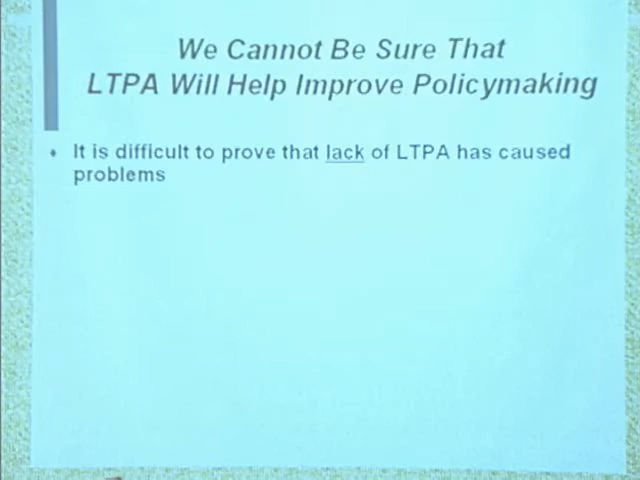 We Cannot Be Sure That
LTPA Will Help Improve Policymaking
It is difficult to prove that lack of LTPA has caused
problems